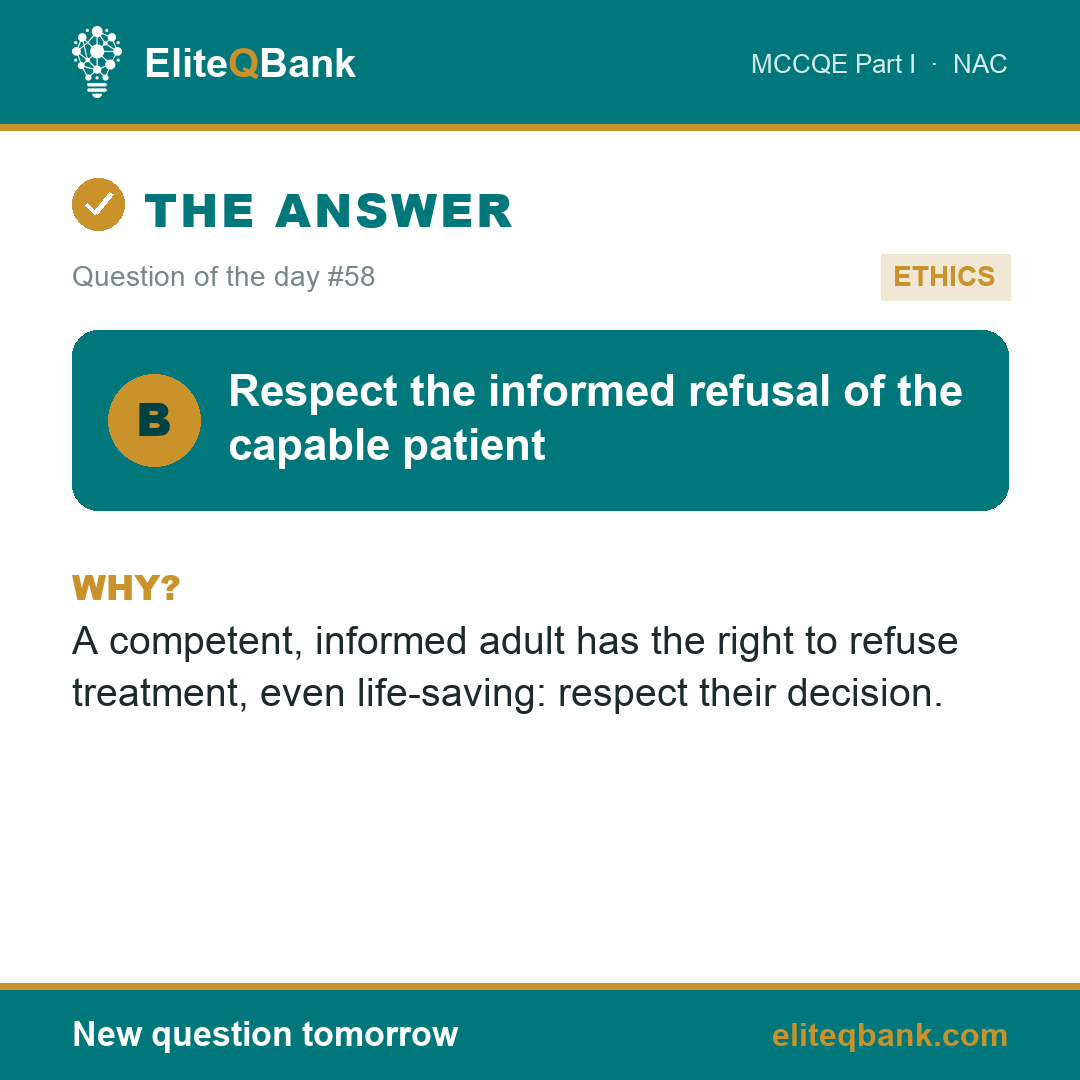 EliteQBank
MCCQE Part I · NAC
THE ANSWER
Question of the day #58
ETHICS
B
Respect the informed refusal of the
capable patient
WHY?
A competent, informed adult has the right to refuse
treatment, even life-saving: respect their decision.
New question tomorrow
eliteqbank.com